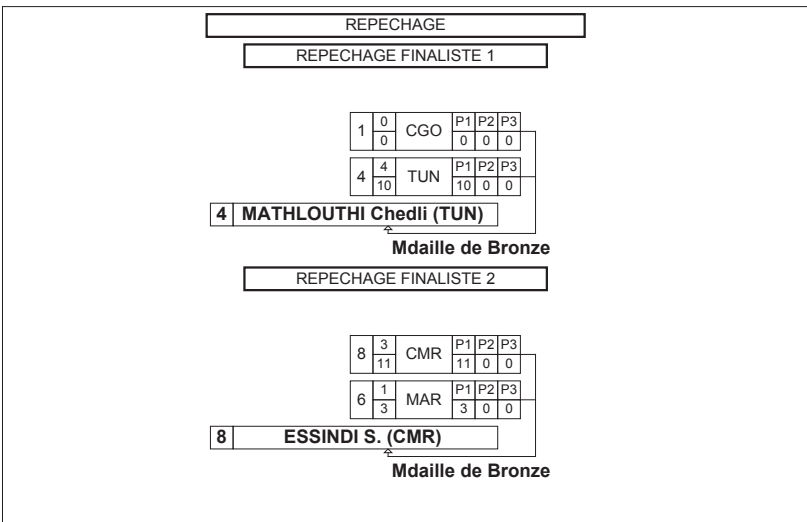 REPECHAGE
REPECHAGE FINALISTE 1
1 0 CGO P1 P2 P3
0 0 0 0
4 4 TUN P1 P2 P3
10 10 0 0
4 MATHLOUTHI Chedli (TUN)
Mdaille de Bronze
REPECHAGE FINALISTE 2
8 3 CMR P1 P2 P3
11 11 0 0
6 1 MAR P1 P2 P3
3 3 0 0
8 ESSINDI S. (CMR)
Mdaille de Bronze